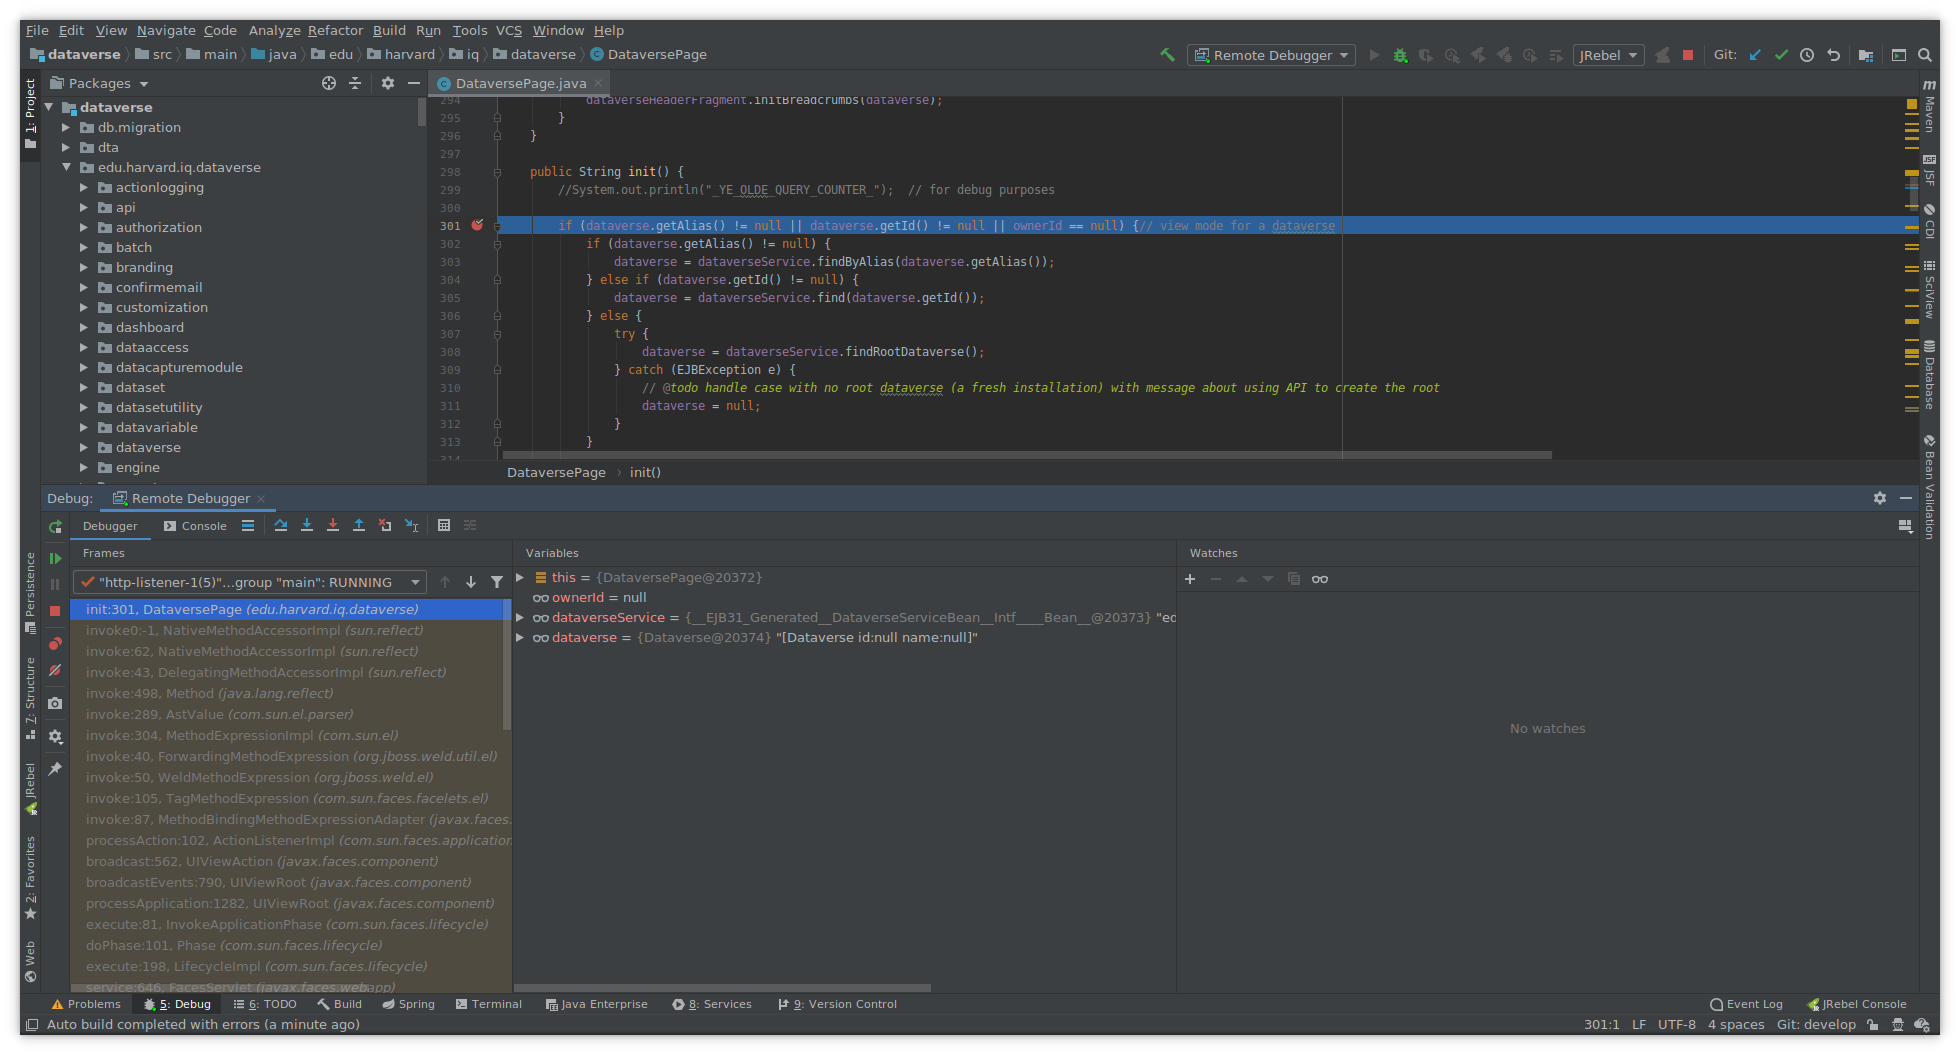 File Edit View Navigate Code Analyze Refactor Build Run Tools VCS Window Help
dataverse src main java edu harvard iq dataverse DataversePage
Remote Debugger
JRebel
Git:
1: Project
Packages
dataverse
db.migration
dta
edu.harvard.iq.dataverse
actionlogging
api
authorization
batch
branding
confirmemail
customization
dashboard
dataaccess
datacapturemodule
dataset
datasetutility
datavariable
dataverse
engine
DataversePage.java
294 dataverseHeaderFragment.initBreadcrumbs(dataverse);
295 }
296 }
297
298 public String init() {
299 //System.out.println("_YE_OLDE_QUERY_COUNTER_");  // for debug purposes
300
301 if (dataverse.getAlias() != null || dataverse.getId() != null || ownerId == null) {// view mode for a dataverse
302 if (dataverse.getAlias() != null) {
303 dataverse = dataverseService.findByAlias(dataverse.getAlias());
304 } else if (dataverse.getId() != null) {
305 dataverse = dataverseService.find(dataverse.getId());
306 } else {
307 try {
308 dataverse = dataverseService.findRootDataverse();
309 } catch (EJBException e) {
310 // @todo handle case with no root dataverse (a fresh installation) with message about using API to create the root
311 dataverse = null;
312 }
313 }
314
DataversePage › init()
Maven
JSF
CDI
SciView
Database
Bean Validation
Debug: Remote Debugger
Debugger Console
Frames
"http-listener-1(5)"...group "main": RUNNING
init:301, DataversePage (edu.harvard.iq.dataverse)
invoke0:-1, NativeMethodAccessorImpl (sun.reflect)
invoke:62, NativeMethodAccessorImpl (sun.reflect)
invoke:43, DelegatingMethodAccessorImpl (sun.reflect)
invoke:498, Method (java.lang.reflect)
invoke:289, AstValue (com.sun.el.parser)
invoke:304, MethodExpressionImpl (com.sun.el)
invoke:40, ForwardingMethodExpression (org.jboss.weld.util.el)
invoke:50, WeldMethodExpression (org.jboss.weld.el)
invoke:105, TagMethodExpression (com.sun.faces.facelets.el)
invoke:87, MethodBindingMethodExpressionAdapter (javax.faces.
processAction:102, ActionListenerImpl (com.sun.faces.application
broadcast:562, UIViewAction (javax.faces.component)
broadcastEvents:790, UIViewRoot (javax.faces.component)
processApplication:1282, UIViewRoot (javax.faces.component)
execute:81, InvokeApplicationPhase (com.sun.faces.lifecycle)
doPhase:101, Phase (com.sun.faces.lifecycle)
execute:198, LifecycleImpl (com.sun.faces.lifecycle)
service:646, FacesServlet (javax.faces.webapp)
Variables
this = {DataversePage@20372}
ownerId = null
dataverseService = {__EJB31_Generated__DataverseServiceBean__Intf____Bean__@20373} "ed
dataverse = {Dataverse@20374} "[Dataverse id:null name:null]"
Watches
No watches
Persistence
7: Structure
JRebel
2: Favorites
Web
Problems 5: Debug 6: TODO Build Spring Terminal Java Enterprise 8: Services 9: Version Control Event Log JRebel Console
Auto build completed with errors (a minute ago) 301:1 LF UTF-8 4 spaces Git: develop